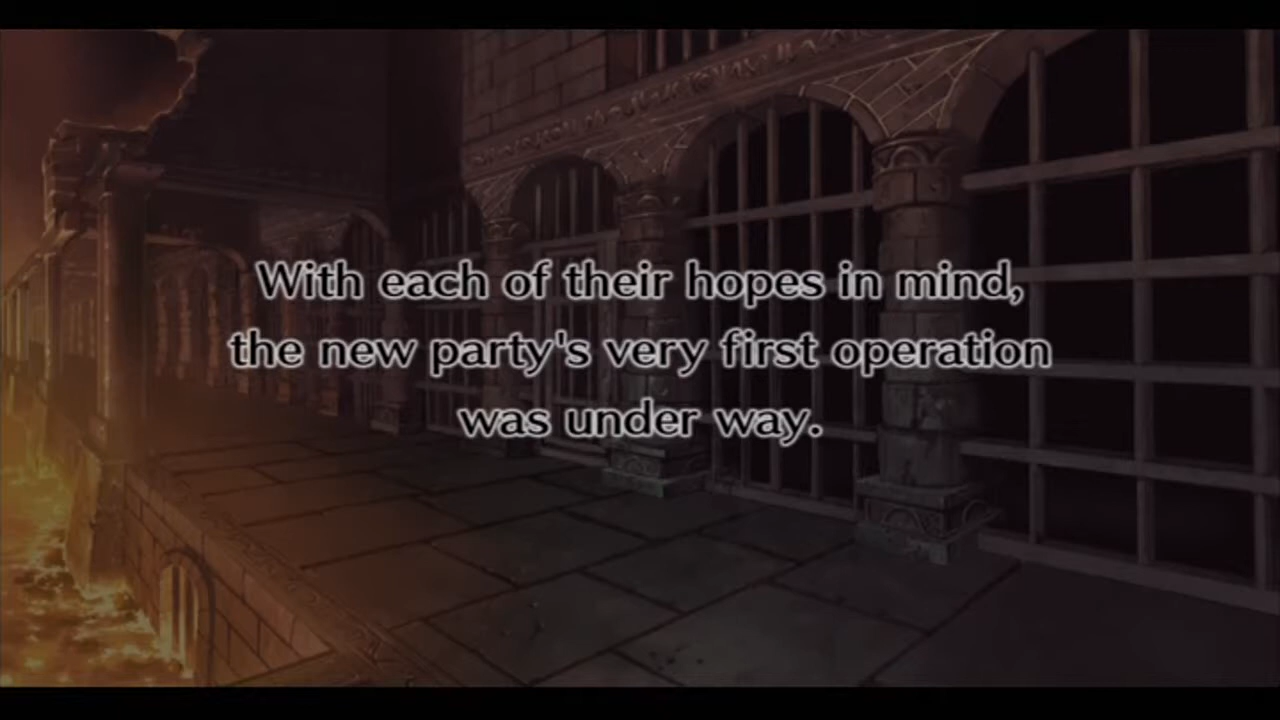 With each of their hopes in mind,
the new party's very first operation
was under way.